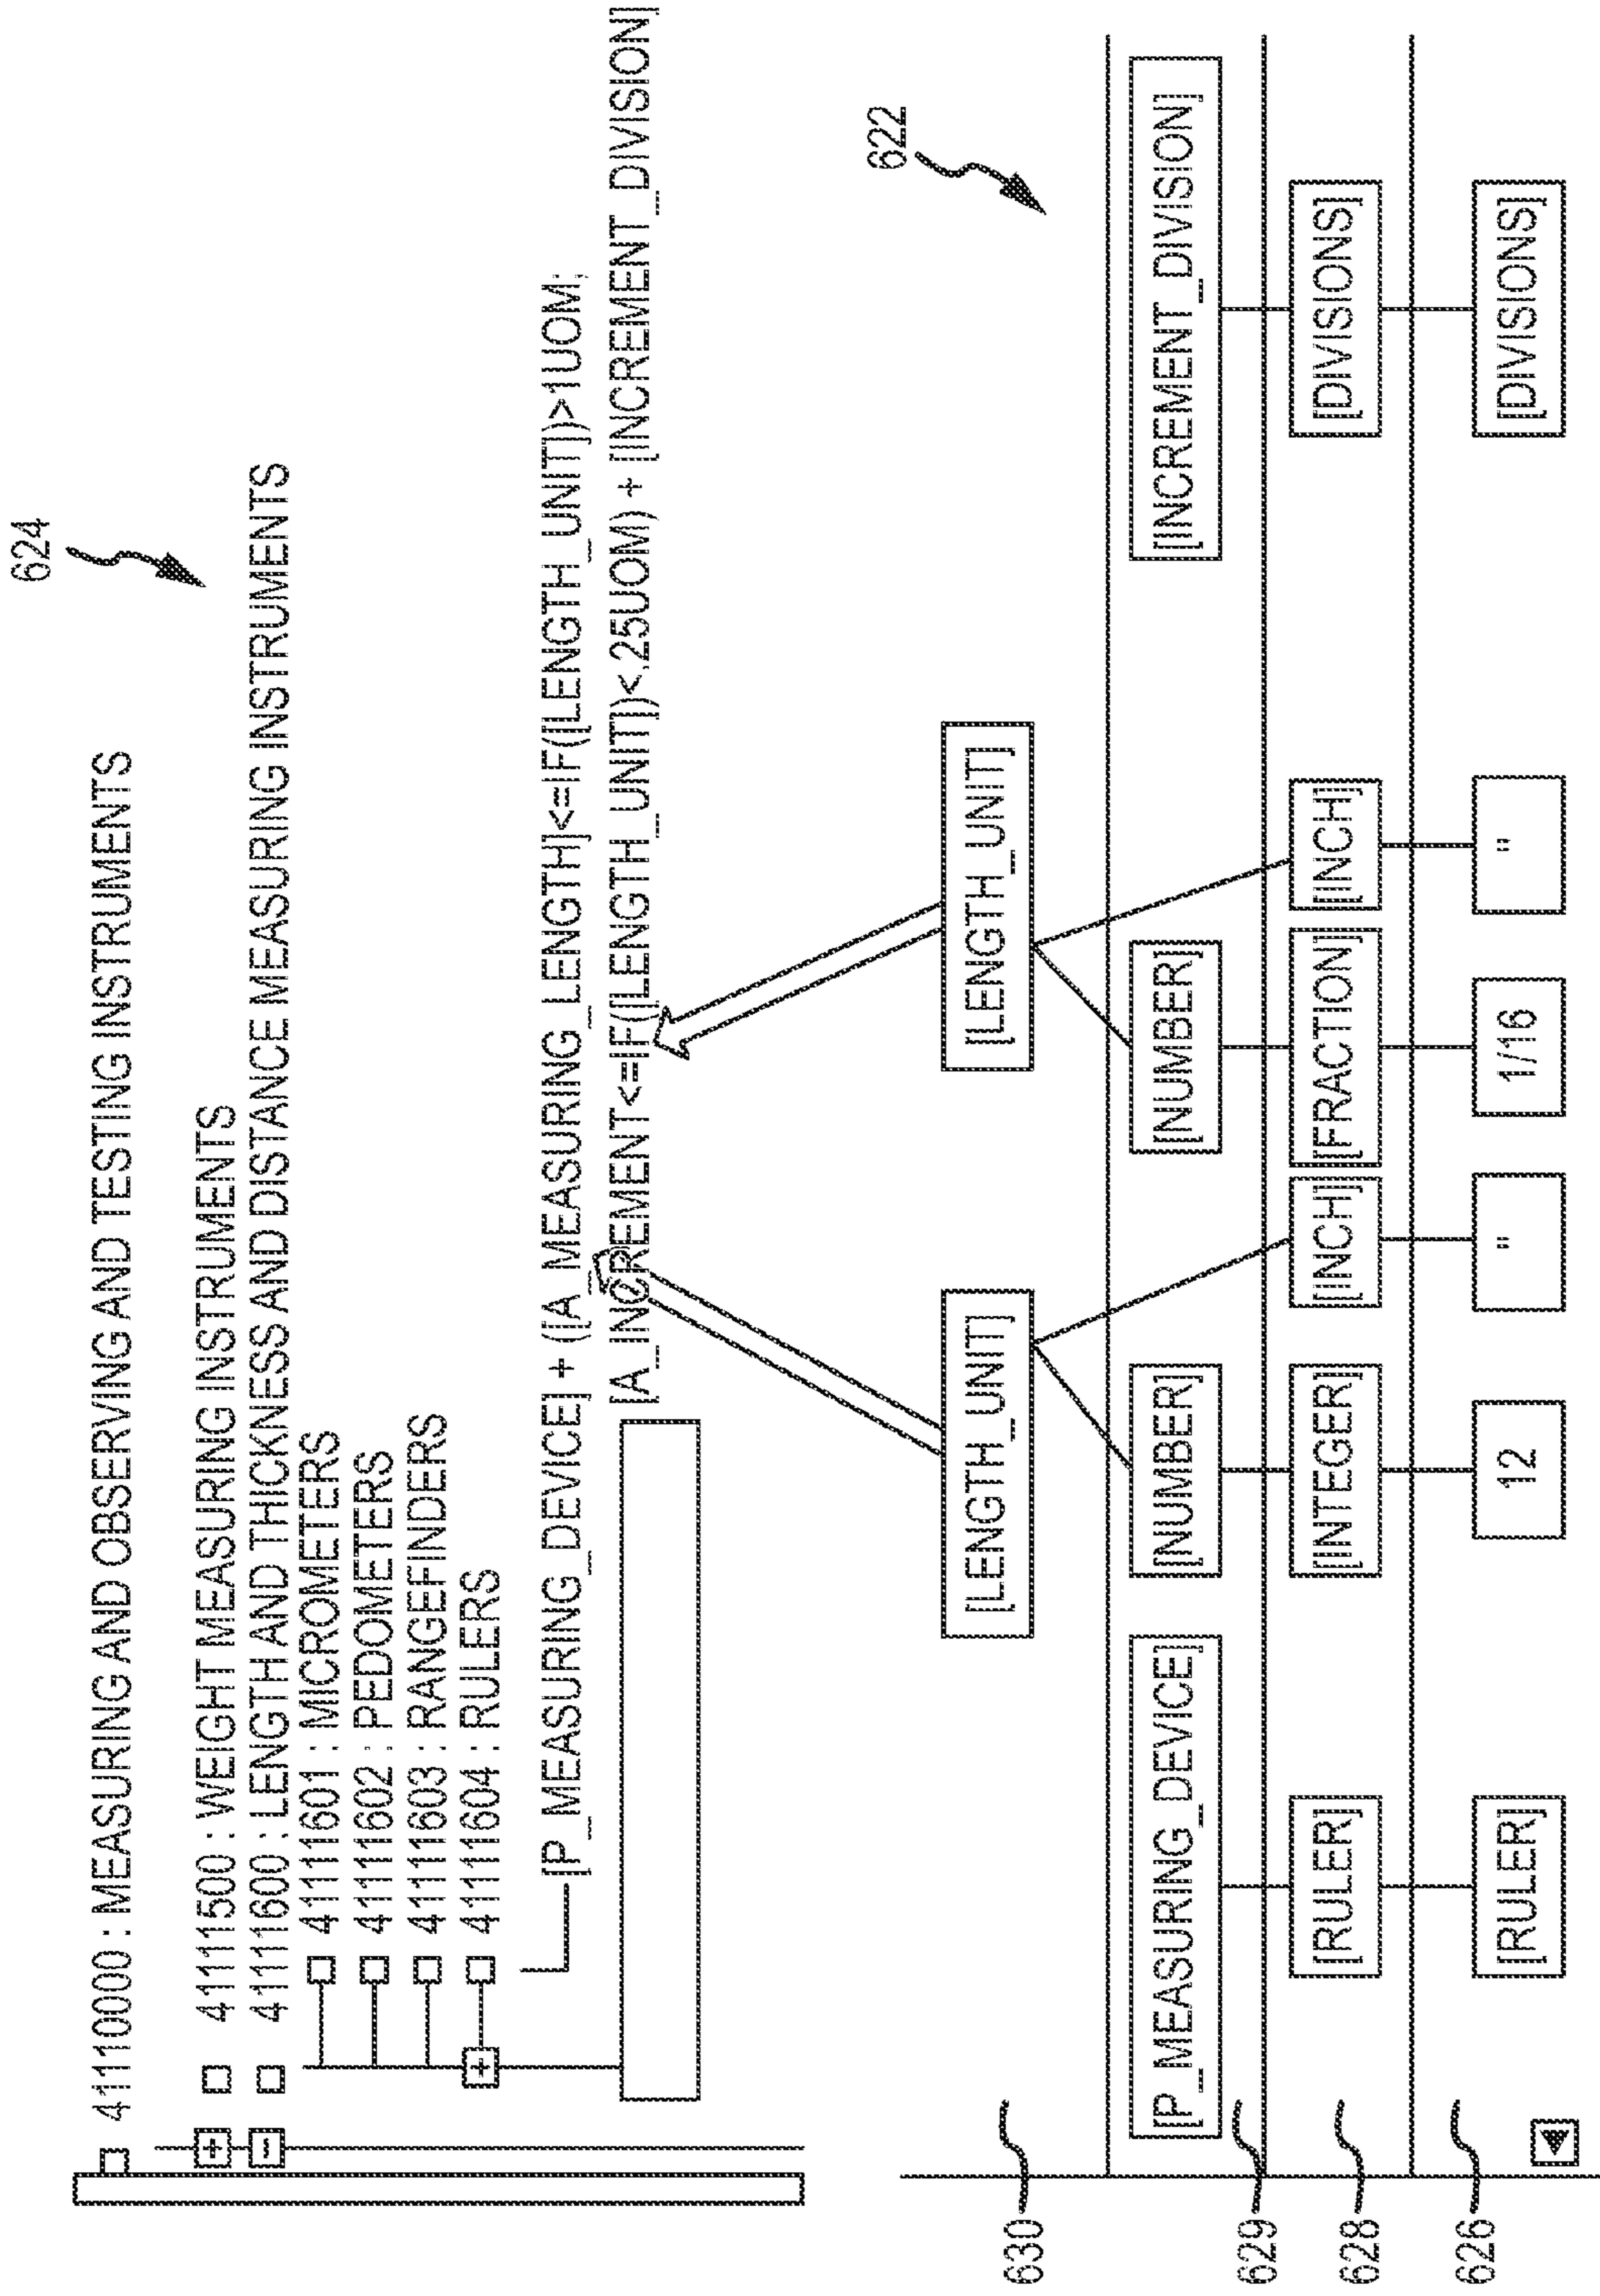 624
41110000 : MEASURING AND OBSERVING AND TESTING INSTRUMENTS
+ 41111500 : WEIGHT MEASURING INSTRUMENTS
− 41111600 : LENGTH AND THICKNESS AND DISTANCE MEASURING INSTRUMENTS
41111601 : MICROMETERS
41111602 : PEDOMETERS
41111603 : RANGEFINDERS
+ 41111604 : RULERS
[P_MEASURING_DEVICE] + ([A_MEASURING_LENGTH]<=IF([LENGTH_UNIT])>1UOM;
[A_INCREMENT<=IF([LENGTH_UNIT])<,25UOM) + [INCREMENT_DIVISION]
622
630
[LENGTH_UNIT] [LENGTH_UNIT]
629
[P_MEASURING_DEVICE] [NUMBER] [NUMBER] [INCREMENT_DIVISION]
628
[RULER] [INTEGER] [INCH] [FRACTION] [INCH] [DIVISIONS]
626
[RULER] 12 " 1/16 " [DIVISIONS]